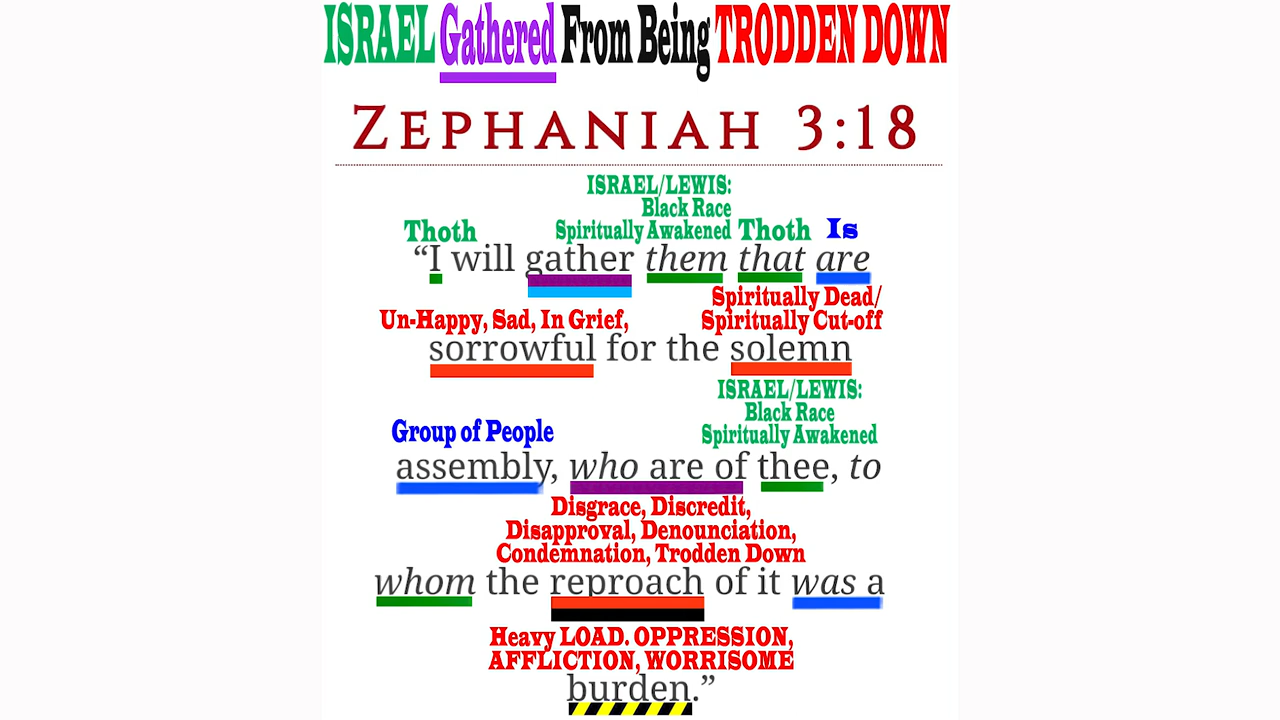 ISRAEL Gathered From Being TRODDEN DOWN
ZEPHANIAH 3:18
ISRAEL/LEWIS:
Black Race
Thoth Spiritually Awakened Thoth Is
“I will gather them that are
Spiritually Dead/
Un-Happy, Sad, In Grief, Spiritually Cut-off
sorrowful for the solemn
ISRAEL/LEWIS:
Black Race
Group of People Spiritually Awakened
assembly, who are of thee, to
Disgrace, Discredit,
Disapproval, Denounciation,
Condemnation, Trodden Down
whom the reproach of it was a
Heavy LOAD. OPPRESSION,
AFFLICTION, WORRISOME
burden.”